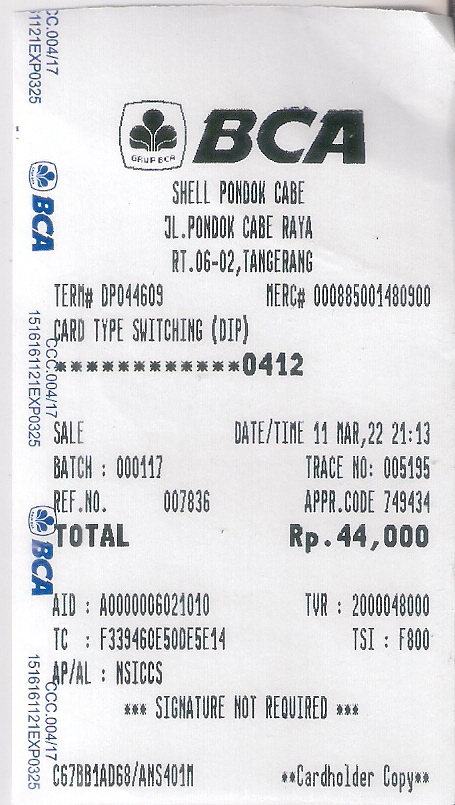 CCC.004/17
1516161121EXP0325
GRUP BCA
BCA
SHELL PONDOK CABE
JL.PONDOK CABE RAYA
RT.06-02,TANGERANG
TERM# DP044609 MERC# 000885001480900
CARD TYPE SWITCHING (DIP)
************0412
SALE DATE/TIME 11 MAR,22 21:13
BATCH : 000117 TRACE NO: 005195
REF.NO. 007836 APPR.CODE 749434
TOTAL Rp.44,000
AID : A0000006021010 TVR : 2000048000
TC : F339460E50DE5E14 TSI : F800
AP/AL : NSICCS
*** SIGNATURE NOT REQUIRED ***
C67BB1AD68/ANS401M **Cardholder Copy**
BCA
CCC.004/17
1516161121EXP0325
BCA
CCC.004/17
1516161121EXP0325